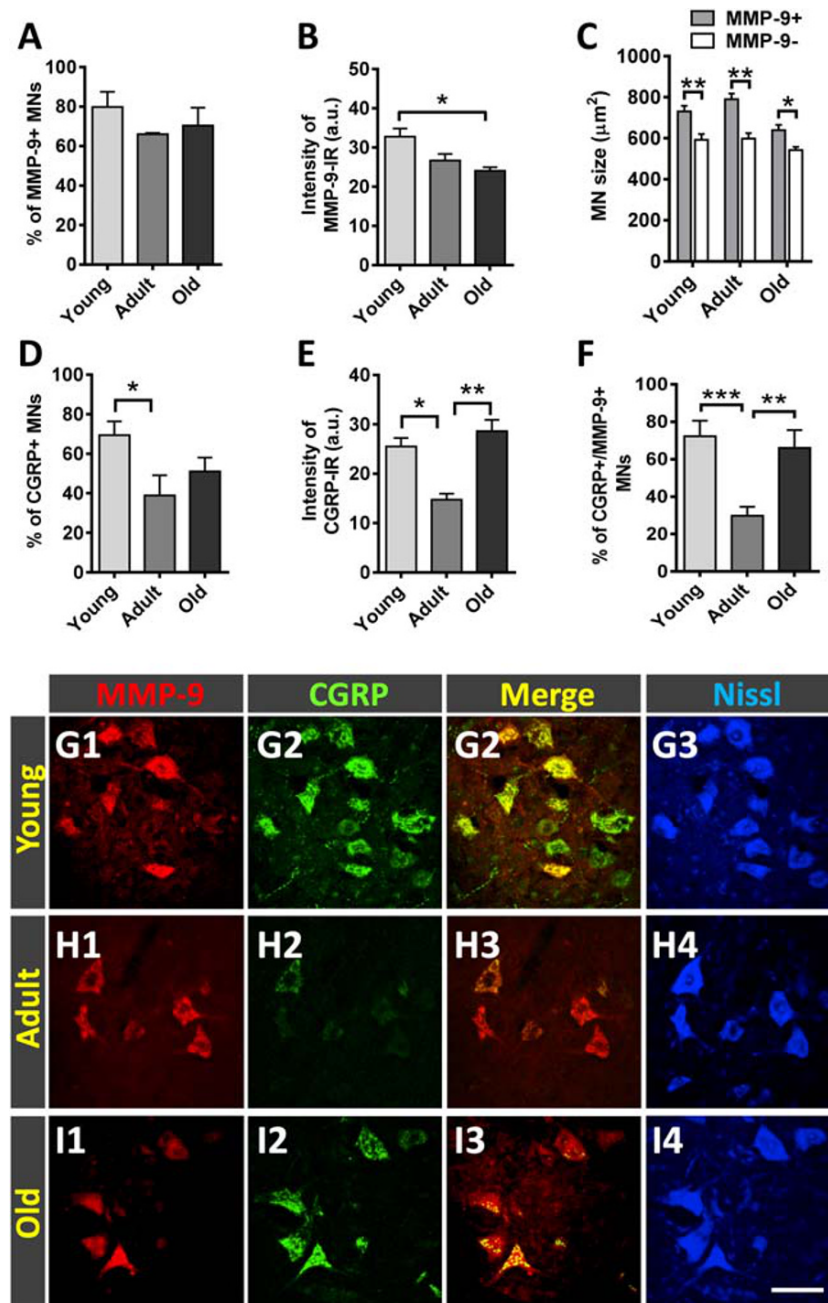 A
% of MMP-9+ MNs
100
80
60
40
20
0
Young
Adult
Old
B
Intensity of
MMP-9-IR (a.u.)
50
40
30
20
10
0
*
Young
Adult
Old
C
MMP-9+
MMP-9-
MN size (μm²)
1000
800
600
400
200
0
**
**
*
Young
Adult
Old
D
% of CGRP+ MNs
100
80
60
40
20
0
*
Young
Adult
Old
E
Intensity of
CGRP-IR (a.u.)
40
30
20
10
0
*
**
Young
Adult
Old
F
% of CGRP+/MMP-9+
MNs
100
80
60
40
20
0
***
**
Young
Adult
Old
MMP-9 CGRP Merge Nissl
Young
G1 G2 G2 G3
Adult
H1 H2 H3 H4
Old
I1 I2 I3 I4